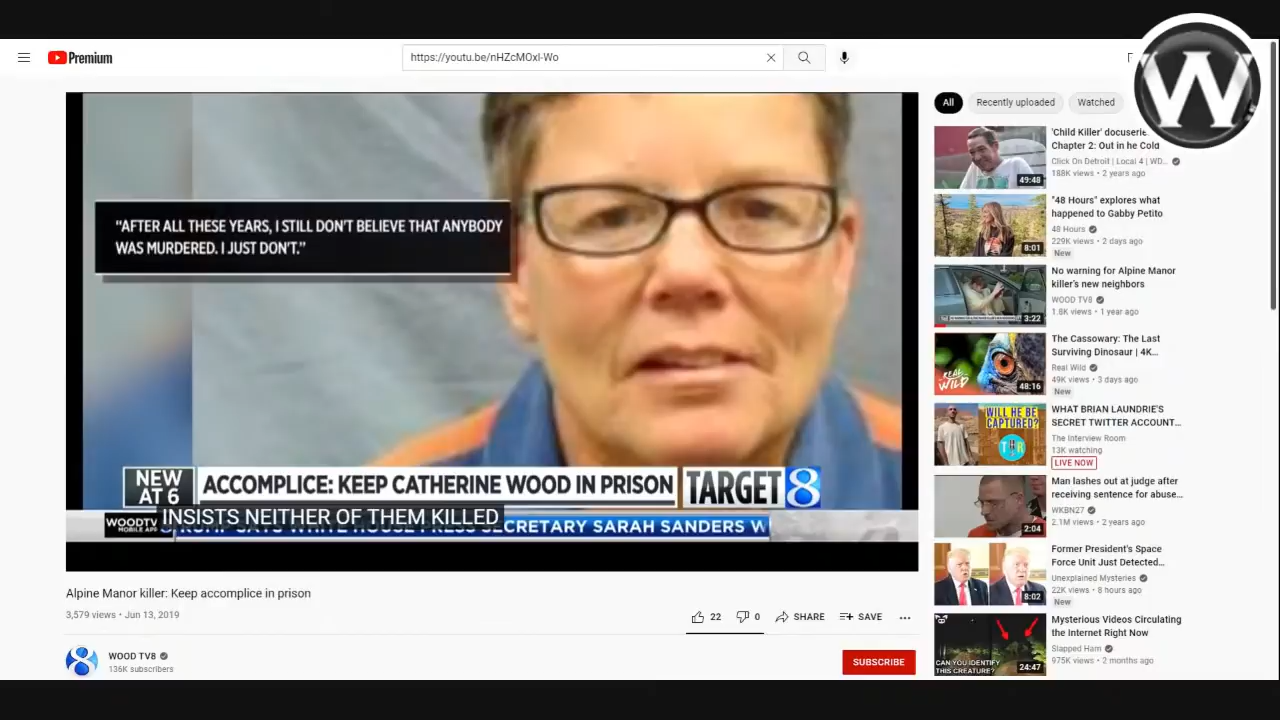 Premium
https://youtu.be/nHZcMOxI-Wo
W
"AFTER ALL THESE YEARS, I STILL DON'T BELIEVE THAT ANYBODY
WAS MURDERED. I JUST DON'T."
NEW
AT 6
ACCOMPLICE: KEEP CATHERINE WOOD IN PRISON
TARGET 8
WOODTV
MOBILE APP
INSISTS NEITHER OF THEM KILLED
SECRETARY SARAH SANDERS W
Alpine Manor killer: Keep accomplice in prison
3,579 views • Jun 13, 2019
22
0
SHARE
SAVE
WOOD TV8
136K subscribers
SUBSCRIBE
All
Recently uploaded
Watched
'Child Killer' docuserie
Chapter 2: Out in he Cold
Click On Detroit | Local 4 | WD...
188K views • 2 years ago
49:48
"48 Hours" explores what
happened to Gabby Petito
48 Hours
229K views • 2 days ago
New
8:01
No warning for Alpine Manor
killer's new neighbors
WOOD TV8
1.8K views • 1 year ago
3:22
The Cassowary: The Last
Surviving Dinosaur | 4K...
Real Wild
49K views • 3 days ago
New
REAL
WILD
48:16
WHAT BRIAN LAUNDRIE'S
SECRET TWITTER ACCOUNT...
The Interview Room
13K watching
LIVE NOW
WILL HE BE
CAPTURED?
Man lashes out at judge after
receiving sentence for abuse...
WKBN27
2.1M views • 2 years ago
2:04
Former President's Space
Force Unit Just Detected...
Unexplained Mysteries
22K views • 8 hours ago
New
8:02
Mysterious Videos Circulating
the Internet Right Now
Slapped Ham
975K views • 2 months ago
CAN YOU IDENTIFY
THIS CREATURE?
24:47